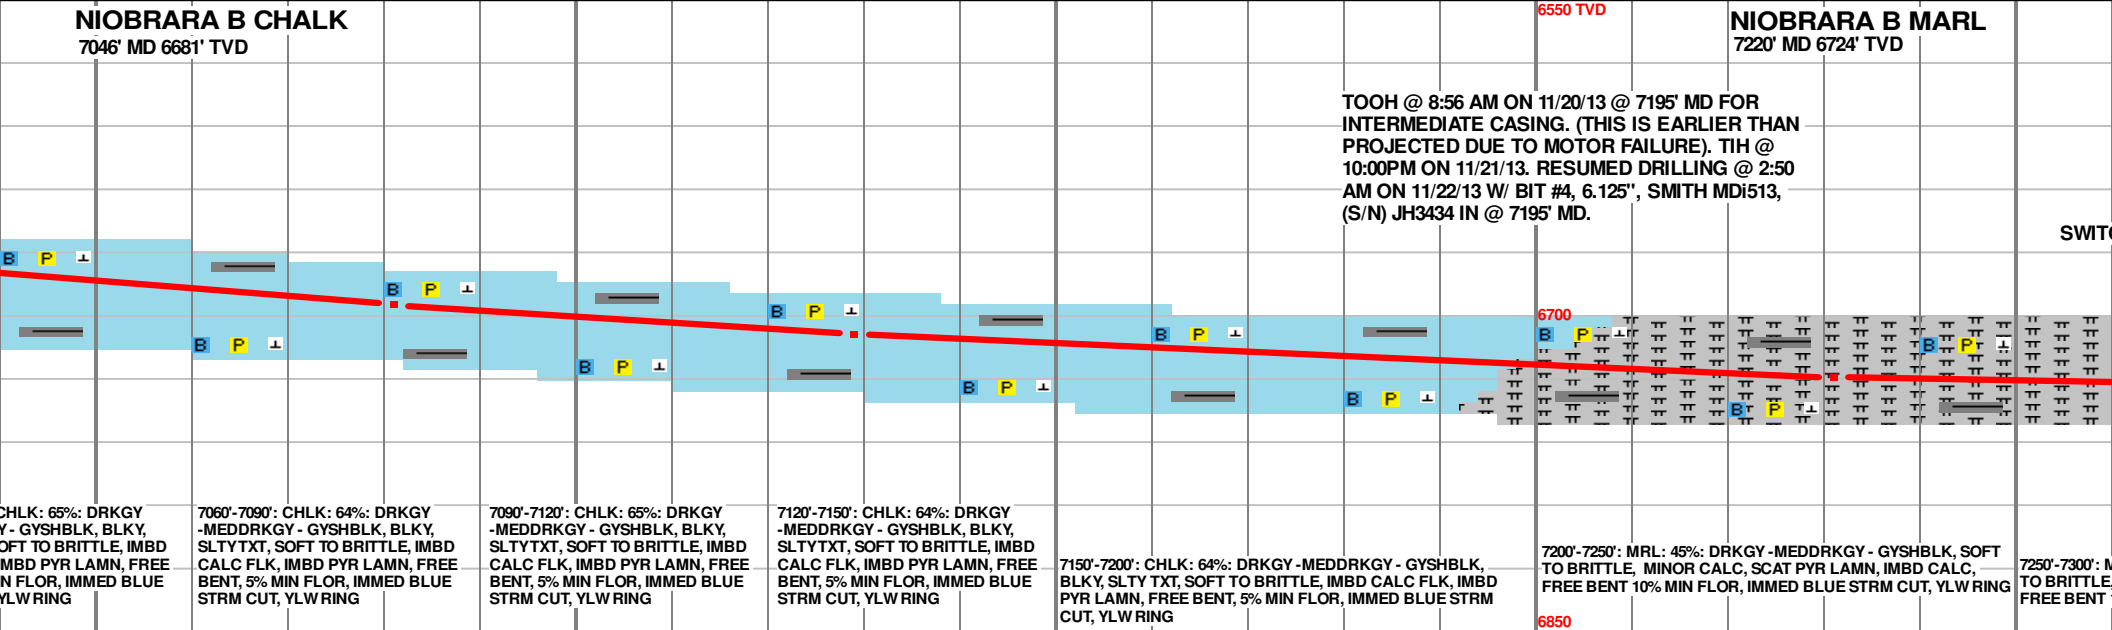 NIOBRARA B CHALK
7046' MD 6681' TVD
6550 TVD
NIOBRARA B MARL
7220' MD 6724' TVD
TOOH @ 8:56 AM ON 11/20/13 @ 7195' MD FOR
INTERMEDIATE CASING. (THIS IS EARLIER THAN
PROJECTED DUE TO MOTOR FAILURE). TIH @
10:00PM ON 11/21/13. RESUMED DRILLING @ 2:50
AM ON 11/22/13 W/ BIT #4, 6.125", SMITH MDi513,
(S/N) JH3434 IN @ 7195' MD.
SWITC
B P
B P
B P
B P
B P
B P
B P
B P
6700
B P
B P
B P
CHLK: 65%: DRKGY
Y - GYSHBLK, BLKY,
OFT TO BRITTLE, IMBD
MBD PYR LAMN, FREE
N FLOR, IMMED BLUE
YLW RING
7060'-7090': CHLK: 64%: DRKGY
-MEDDRKGY - GYSHBLK, BLKY,
SLTYTXT, SOFT TO BRITTLE, IMBD
CALC FLK, IMBD PYR LAMN, FREE
BENT, 5% MIN FLOR, IMMED BLUE
STRM CUT, YLW RING
7090'-7120': CHLK: 65%: DRKGY
-MEDDRKGY - GYSHBLK, BLKY,
SLTYTXT, SOFT TO BRITTLE, IMBD
CALC FLK, IMBD PYR LAMN, FREE
BENT, 5% MIN FLOR, IMMED BLUE
STRM CUT, YLW RING
7120'-7150': CHLK: 64%: DRKGY
-MEDDRKGY - GYSHBLK, BLKY,
SLTYTXT, SOFT TO BRITTLE, IMBD
CALC FLK, IMBD PYR LAMN, FREE
BENT, 5% MIN FLOR, IMMED BLUE
STRM CUT, YLW RING
7150'-7200': CHLK: 64%: DRKGY -MEDDRKGY - GYSHBLK,
BLKY, SLTY TXT, SOFT TO BRITTLE, IMBD CALC FLK, IMBD
PYR LAMN, FREE BENT, 5% MIN FLOR, IMMED BLUE STRM
CUT, YLW RING
7200'-7250': MRL: 45%: DRKGY -MEDDRKGY - GYSHBLK, SOFT
TO BRITTLE, MINOR CALC, SCAT PYR LAMN, IMBD CALC,
FREE BENT 10% MIN FLOR, IMMED BLUE STRM CUT, YLW RING
7250'-7300': M
TO BRITTLE,
FREE BENT
6850